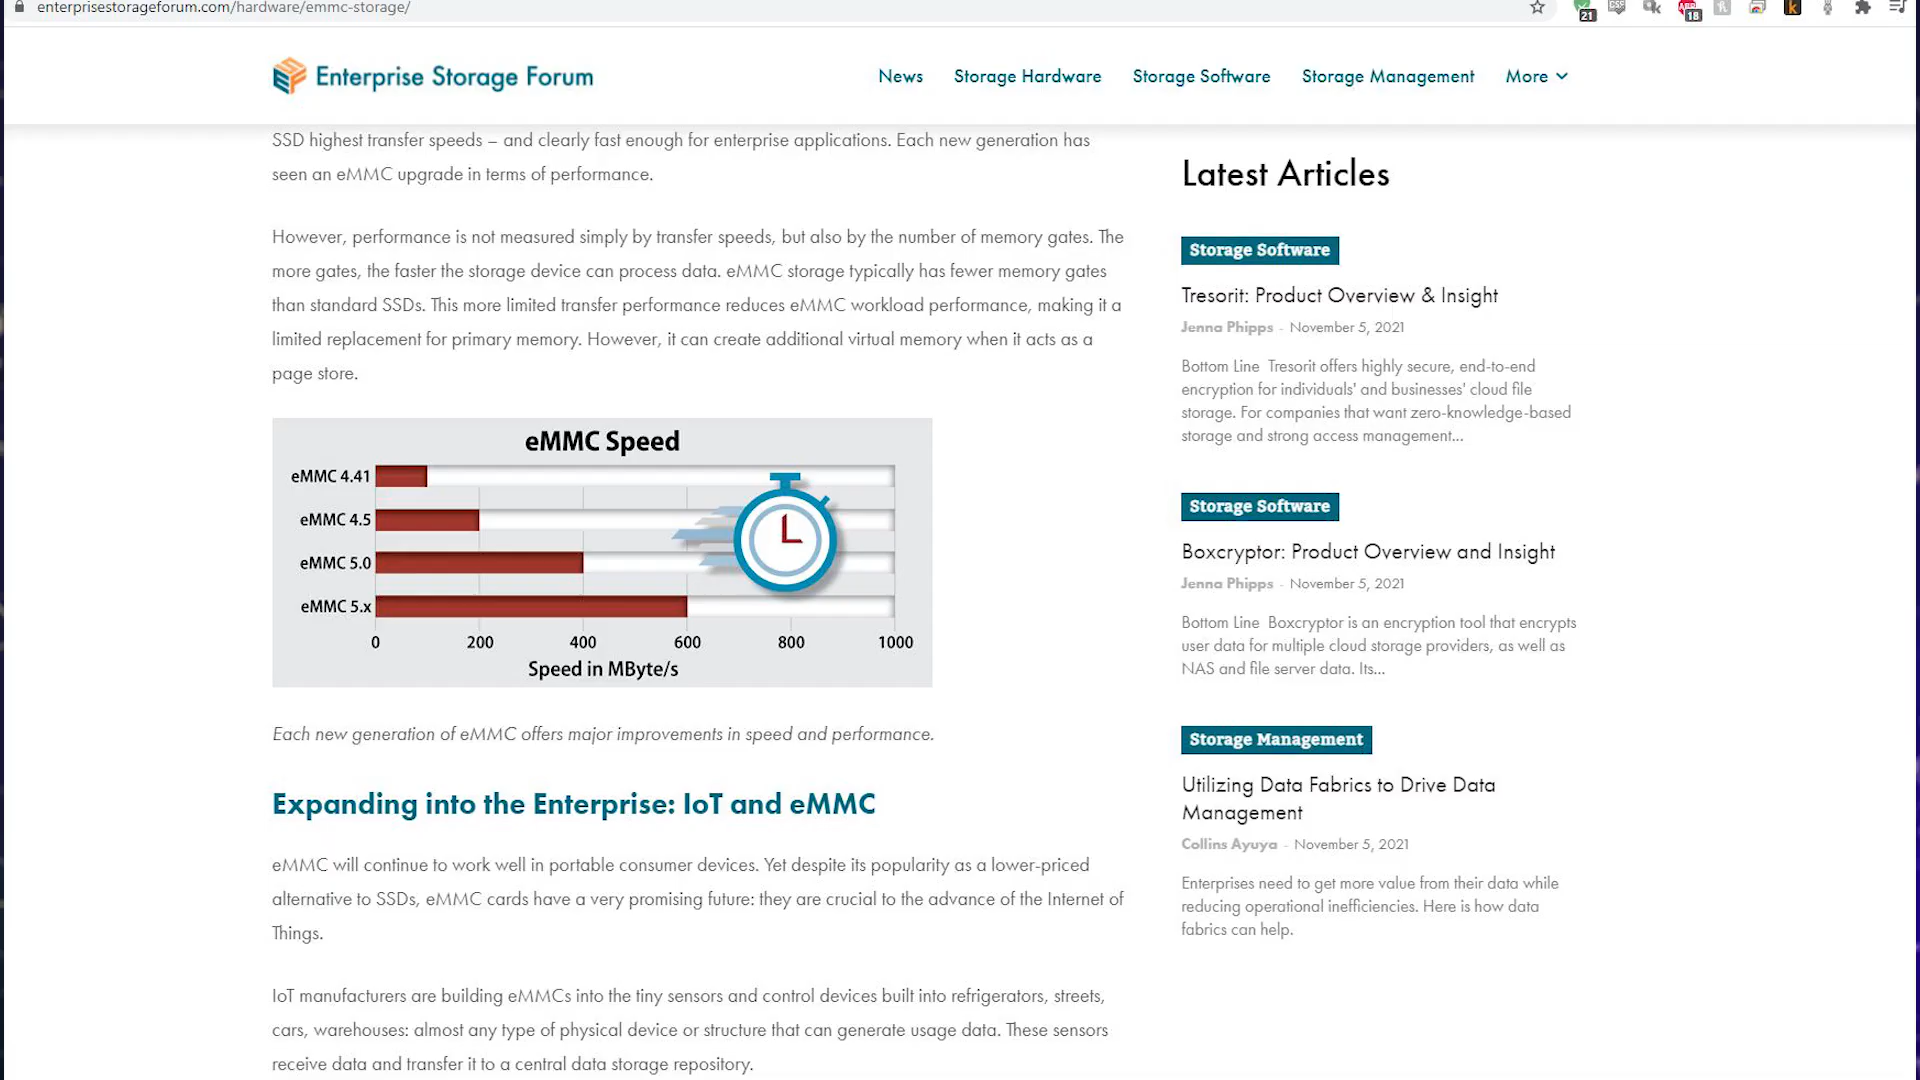 enterprisestorageforum.com/hardware/emmc-storage/
21
CSS
18
Enterprise Storage Forum
News
Storage Hardware
Storage Software
Storage Management
More
SSD highest transfer speeds – and clearly fast enough for enterprise applications. Each new generation has
seen an eMMC upgrade in terms of performance.
However, performance is not measured simply by transfer speeds, but also by the number of memory gates. The
more gates, the faster the storage device can process data. eMMC storage typically has fewer memory gates
than standard SSDs. This more limited transfer performance reduces eMMC workload performance, making it a
limited replacement for primary memory. However, it can create additional virtual memory when it acts as a
page store.
eMMC Speed
eMMC 4.41
eMMC 4.5
eMMC 5.0
eMMC 5.x
0 200 400 600 800 1000
Speed in MByte/s
Each new generation of eMMC offers major improvements in speed and performance.
Expanding into the Enterprise: IoT and eMMC
eMMC will continue to work well in portable consumer devices. Yet despite its popularity as a lower-priced
alternative to SSDs, eMMC cards have a very promising future: they are crucial to the advance of the Internet of
Things.
IoT manufacturers are building eMMCs into the tiny sensors and control devices built into refrigerators, streets,
cars, warehouses: almost any type of physical device or structure that can generate usage data. These sensors
receive data and transfer it to a central data storage repository.
Latest Articles
Storage Software
Tresorit: Product Overview & Insight
Jenna Phipps - November 5, 2021
Bottom Line Tresorit offers highly secure, end-to-end
encryption for individuals' and businesses' cloud file
storage. For companies that want zero-knowledge-based
storage and strong access management...
Storage Software
Boxcryptor: Product Overview and Insight
Jenna Phipps - November 5, 2021
Bottom Line Boxcryptor is an encryption tool that encrypts
user data for multiple cloud storage providers, as well as
NAS and file server data. Its...
Storage Management
Utilizing Data Fabrics to Drive Data
Management
Collins Ayuya - November 5, 2021
Enterprises need to get more value from their data while
reducing operational inefficiencies. Here is how data
fabrics can help.